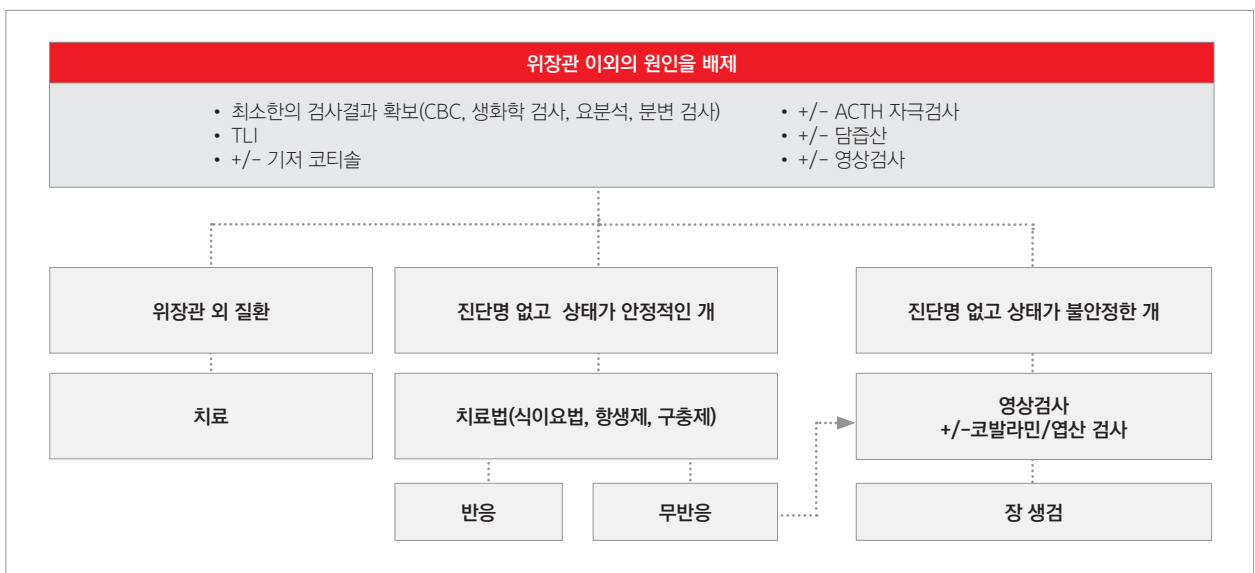 위장관 이외의 원인을 배제
• 최소한의 검사결과 확보(CBC, 생화학 검사, 요분석, 분변 검사)
• TLI
• +/- 기저 코티솔
• +/- ACTH 자극검사
• +/- 담즙산
• +/- 영상검사
위장관 외 질환
진단명 없고 상태가 안정적인 개
진단명 없고 상태가 불안정한 개
치료
치료법(식이요법, 항생제, 구충제)
영상검사
+/-코발라민/엽산 검사
반응
무반응
장 생검